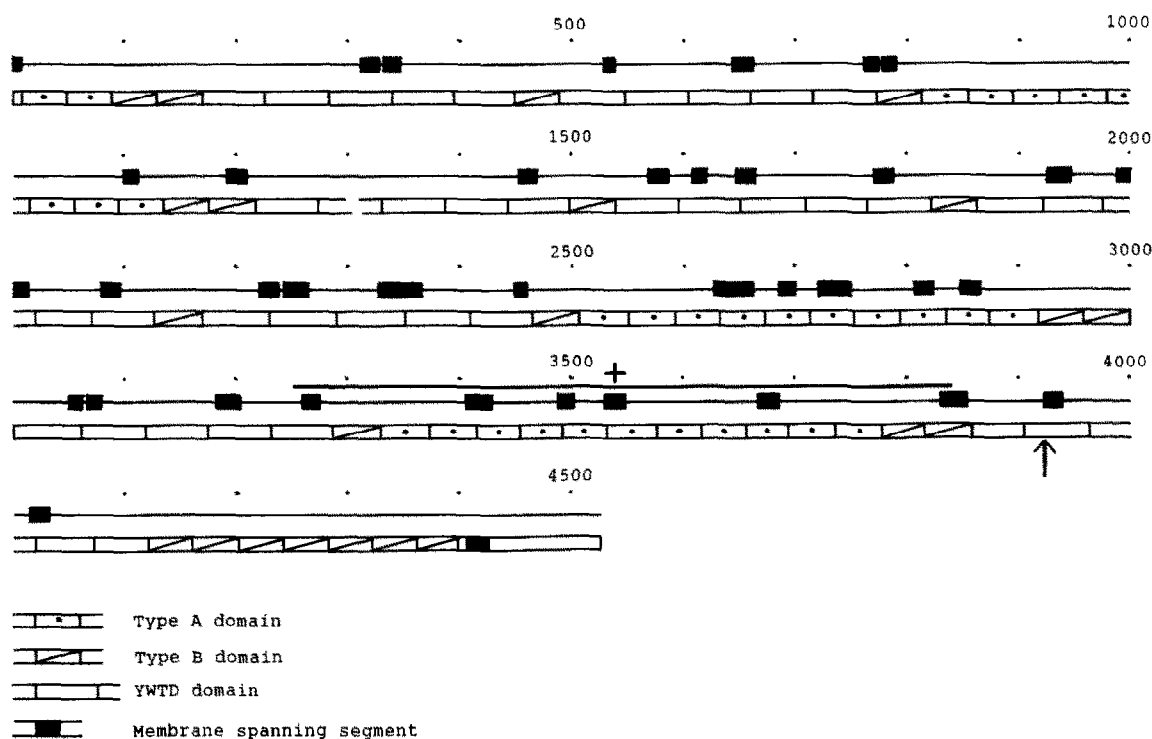 500 1000
1500 2000
2500 3000
3500 4000
+
4500
Type A domain
Type B domain
YWTD domain
Membrane spanning segment